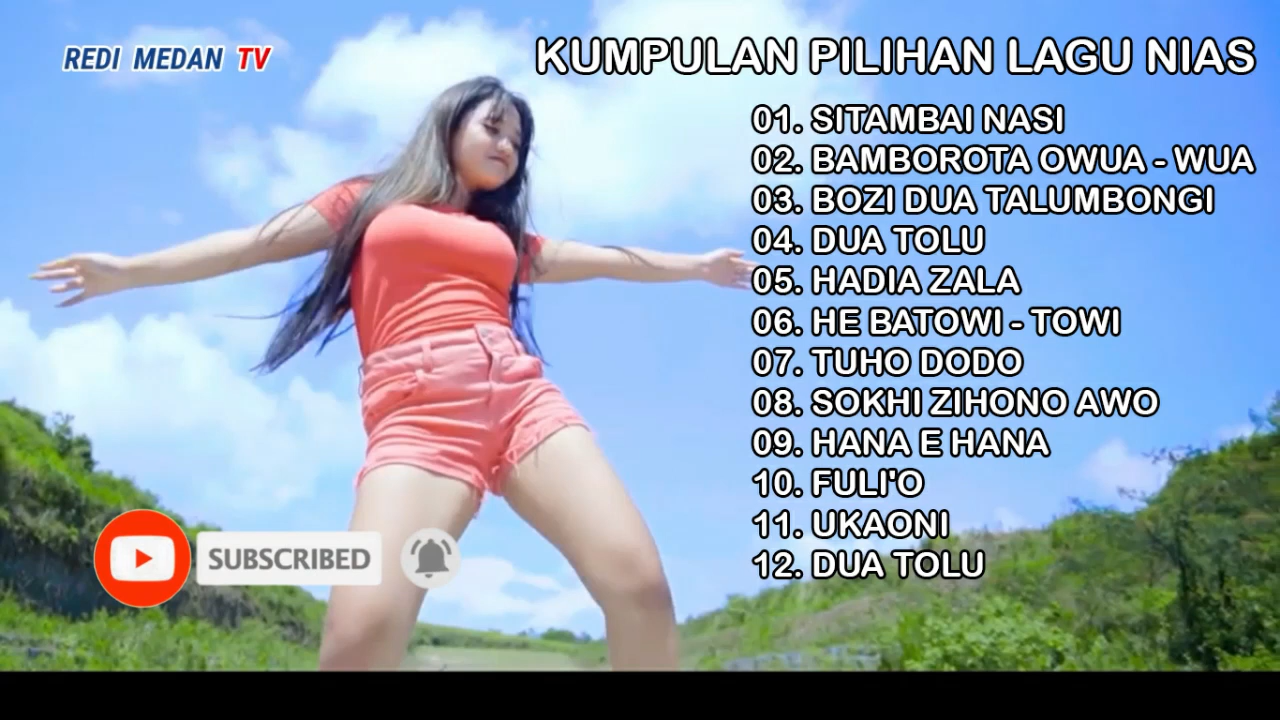 REDI MEDAN TV
KUMPULAN PILIHAN LAGU NIAS
01. SITAMBAI NASI
02. BAMBOROTA OWUA - WUA
03. BOZI DUA TALUMBONGI
04. DUA TOLU
05. HADIA ZALA
06. HE BATOWI - TOWI
07. TUHO DODO
08. SOKHI ZIHONO AWO
09. HANA E HANA
10. FULI'O
11. UKAONI
12. DUA TOLU
SUBSCRIBED